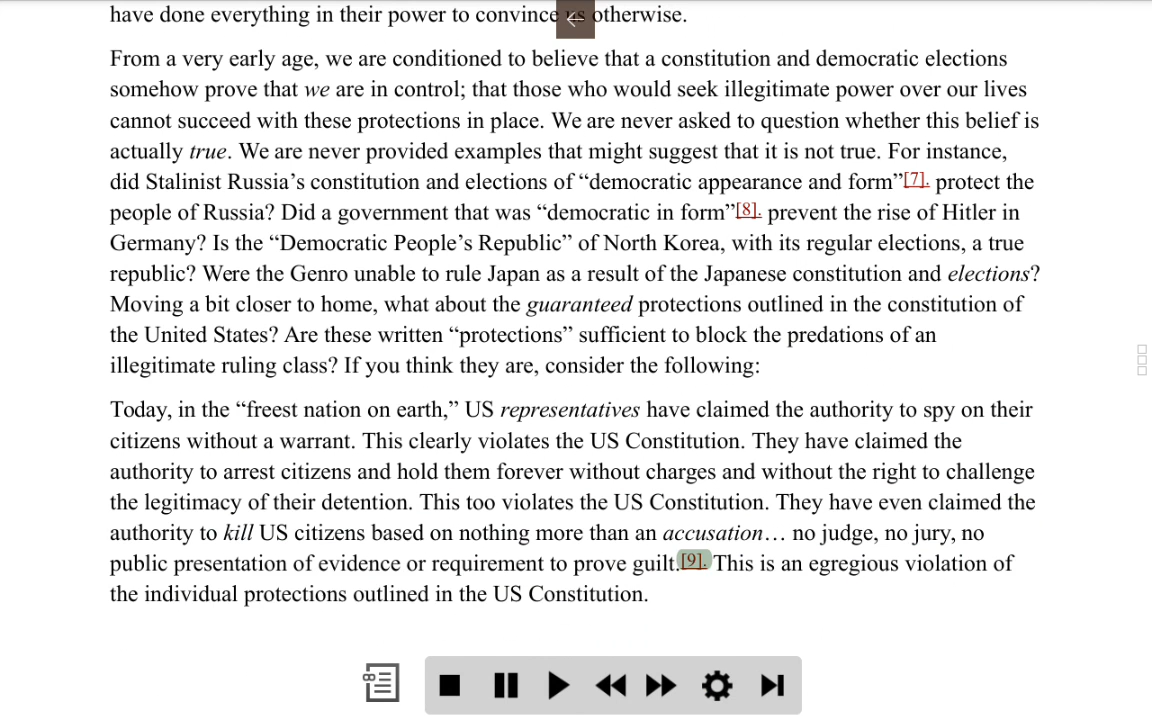 have done everything in their power to convince otherwise.
From a very early age, we are conditioned to believe that a constitution and democratic elections
somehow prove that we are in control; that those who would seek illegitimate power over our lives
cannot succeed with these protections in place. We are never asked to question whether this belief is
actually true. We are never provided examples that might suggest that it is not true. For instance,
did Stalinist Russia’s constitution and elections of “democratic appearance and form”[7]. protect the
people of Russia? Did a government that was “democratic in form”[8]. prevent the rise of Hitler in
Germany? Is the “Democratic People’s Republic” of North Korea, with its regular elections, a true
republic? Were the Genro unable to rule Japan as a result of the Japanese constitution and elections?
Moving a bit closer to home, what about the guaranteed protections outlined in the constitution of
the United States? Are these written “protections” sufficient to block the predations of an
illegitimate ruling class? If you think they are, consider the following:
Today, in the “freest nation on earth,” US representatives have claimed the authority to spy on their
citizens without a warrant. This clearly violates the US Constitution. They have claimed the
authority to arrest citizens and hold them forever without charges and without the right to challenge
the legitimacy of their detention. This too violates the US Constitution. They have even claimed the
authority to kill US citizens based on nothing more than an accusation… no judge, no jury, no
public presentation of evidence or requirement to prove guilt.[9]. This is an egregious violation of
the individual protections outlined in the US Constitution.